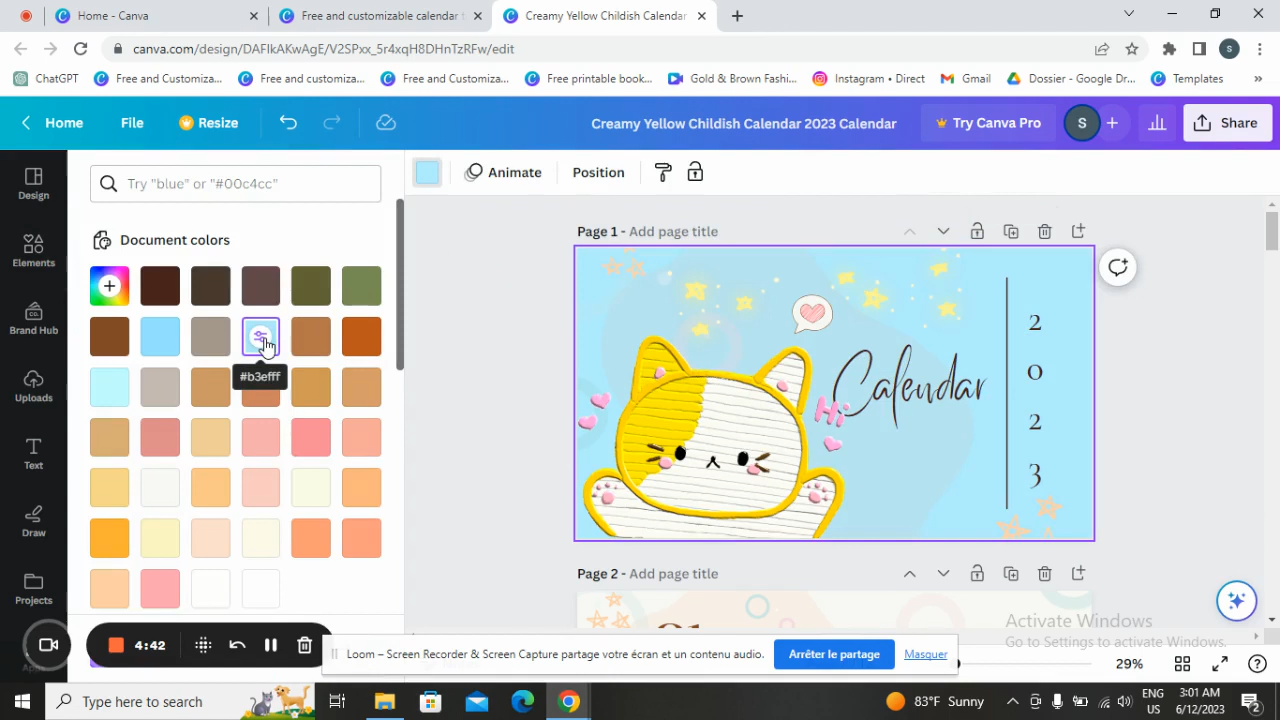 Home - Canva
Free and customizable calendar t
Creamy Yellow Childish Calendar
canva.com/design/DAFlkAKwAgE/V2SPxx_5r4xqH8DHnTzRFw/edit
ChatGPT
Free and Customiza...
Free and customiza...
Free and Customiza...
Free printable book...
Gold & Brown Fashi...
Instagram • Direct
Gmail
Dossier - Google Dr...
Templates
»
Home
File
Resize
Creamy Yellow Childish Calendar 2023 Calendar
Try Canva Pro
S
Share
Design
Elements
Brand Hub
Uploads
Text
Draw
Projects
Try "blue" or "#00c4cc"
Document colors
#b3efff
Animate
Position
Page 1 - Add page title
Hi
Calendar
2
0
2
3
Page 2 - Add page title
Activate Windows
Go to Settings to activate Windows.
4:42
Loom – Screen Recorder & Screen Capture partage votre écran et un contenu audio.
Arrêter le partage
Masquer
29%
Type here to search
83°F Sunny
ENG
US
3:01 AM
6/12/2023
2